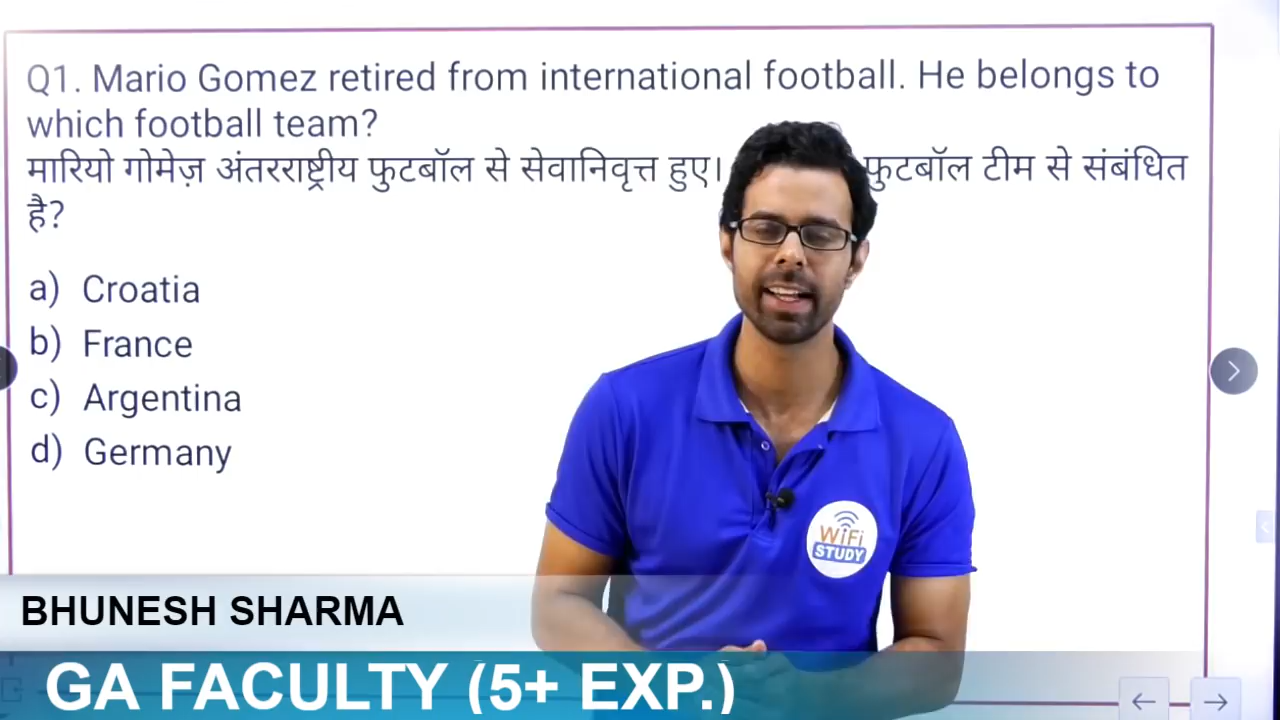 Q1. Mario Gomez retired from international football. He belongs to
which football team?
मारियो गोमेज़ अंतरराष्ट्रीय फुटबॉल से सेवानिवृत्त हुए। फुटबॉल टीम से संबंधित
है?
a) Croatia
b) France
c) Argentina
d) Germany
WiFi
STUDY
BHUNESH SHARMA
GA FACULTY (5+ EXP.)